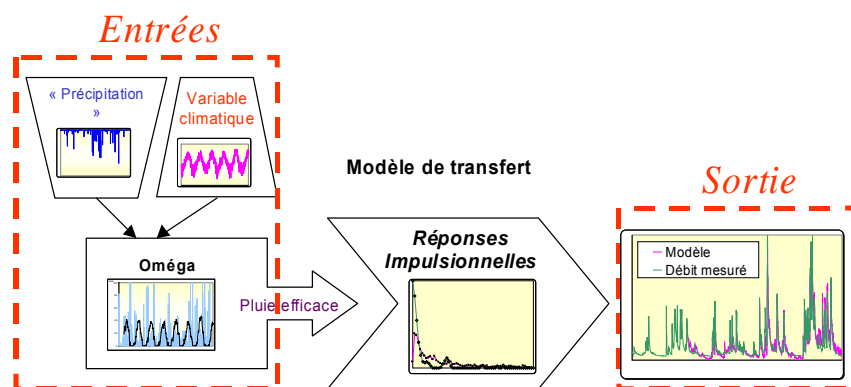 Entrées
« Précipitation
»
Variable
climatique
Oméga
Pluie efficace
Modèle de transfert
Réponses
Impulsionnelles
Sortie
Modèle
Débit mesuré